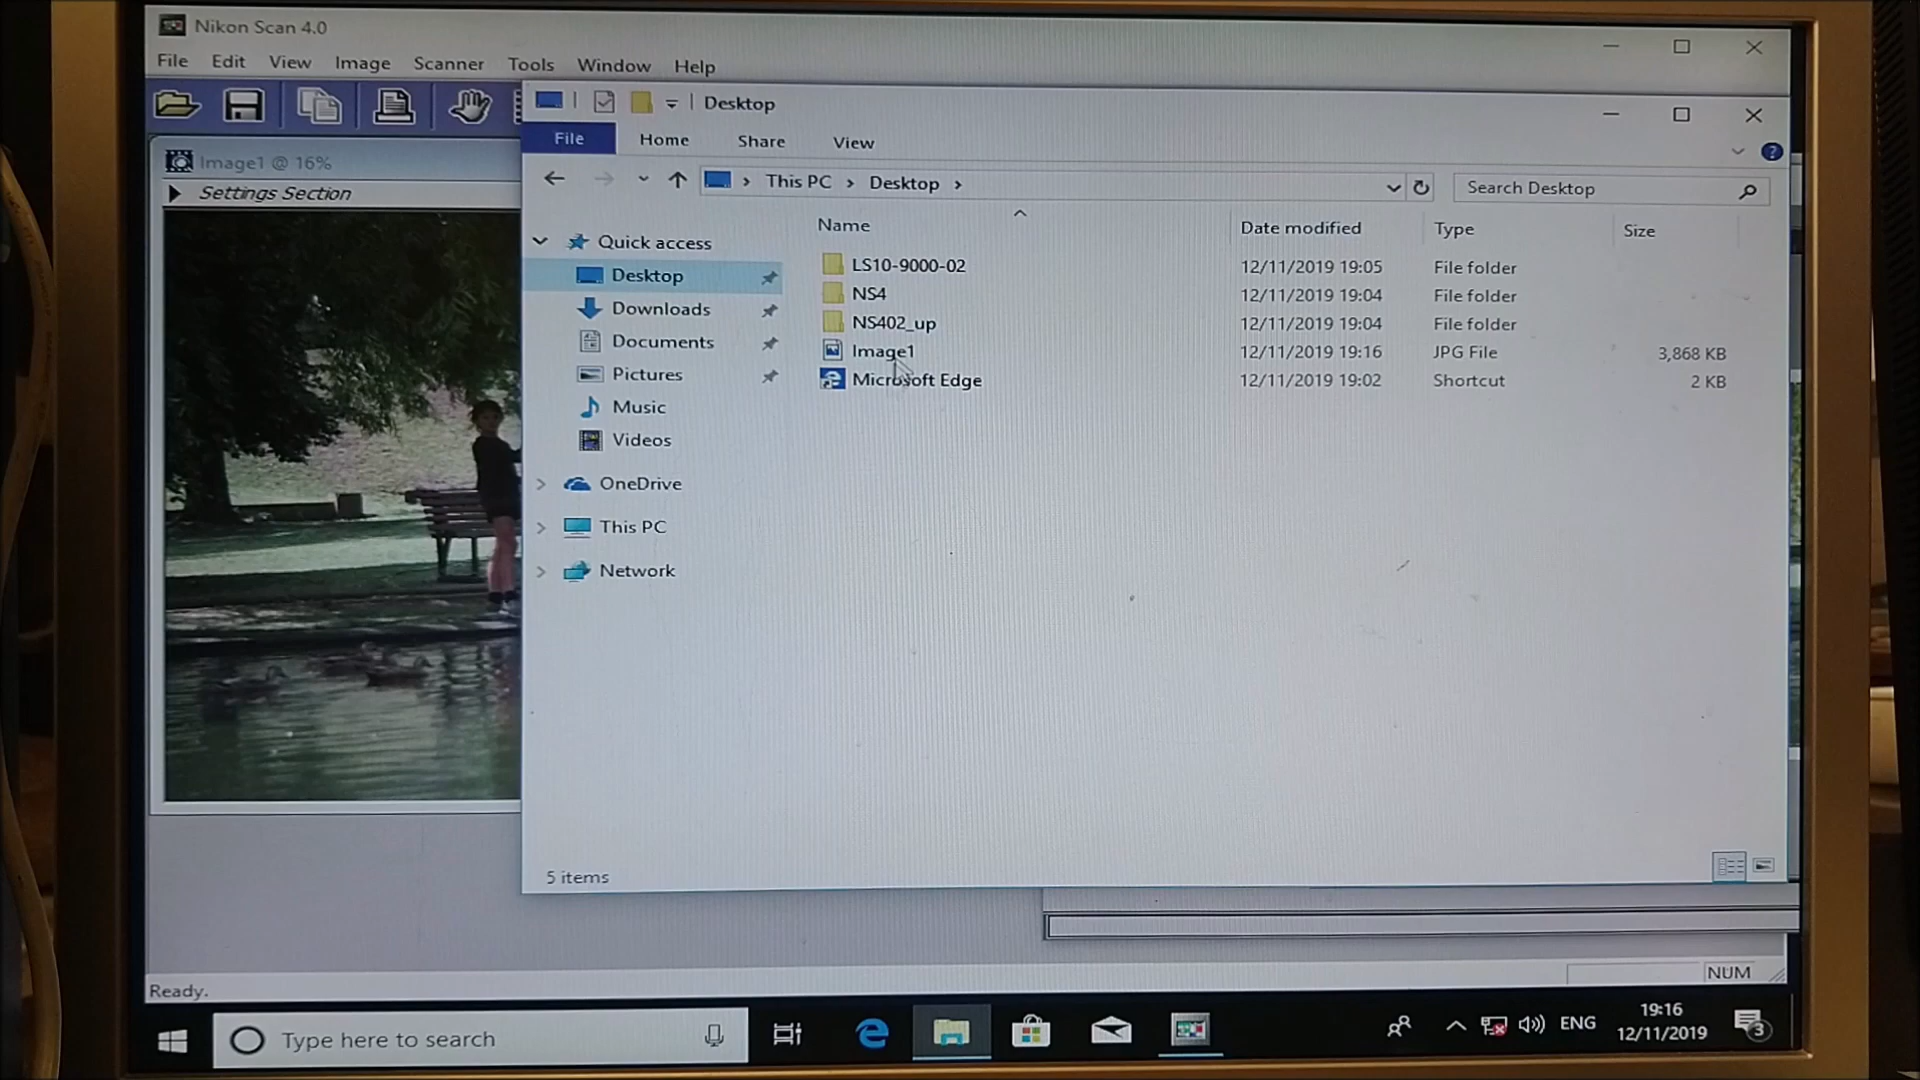 Nikon Scan 4.0
File Edit View Image Scanner Tools Window Help
Desktop
File Home Share View
This PC Desktop
Search Desktop
Image1 @ 16%
Settings Section
Name Date modified Type Size
Quick access
Desktop
Downloads
Documents
Pictures
Music
Videos
OneDrive
This PC
Network
LS10-9000-02 12/11/2019 19:05 File folder
NS4 12/11/2019 19:04 File folder
NS402_up 12/11/2019 19:04 File folder
Image1 12/11/2019 19:16 JPG File 3,868 KB
Microsoft Edge 12/11/2019 19:02 Shortcut 2 KB
5 items
Ready.
NUM
Type here to search
ENG
19:16
12/11/2019
3